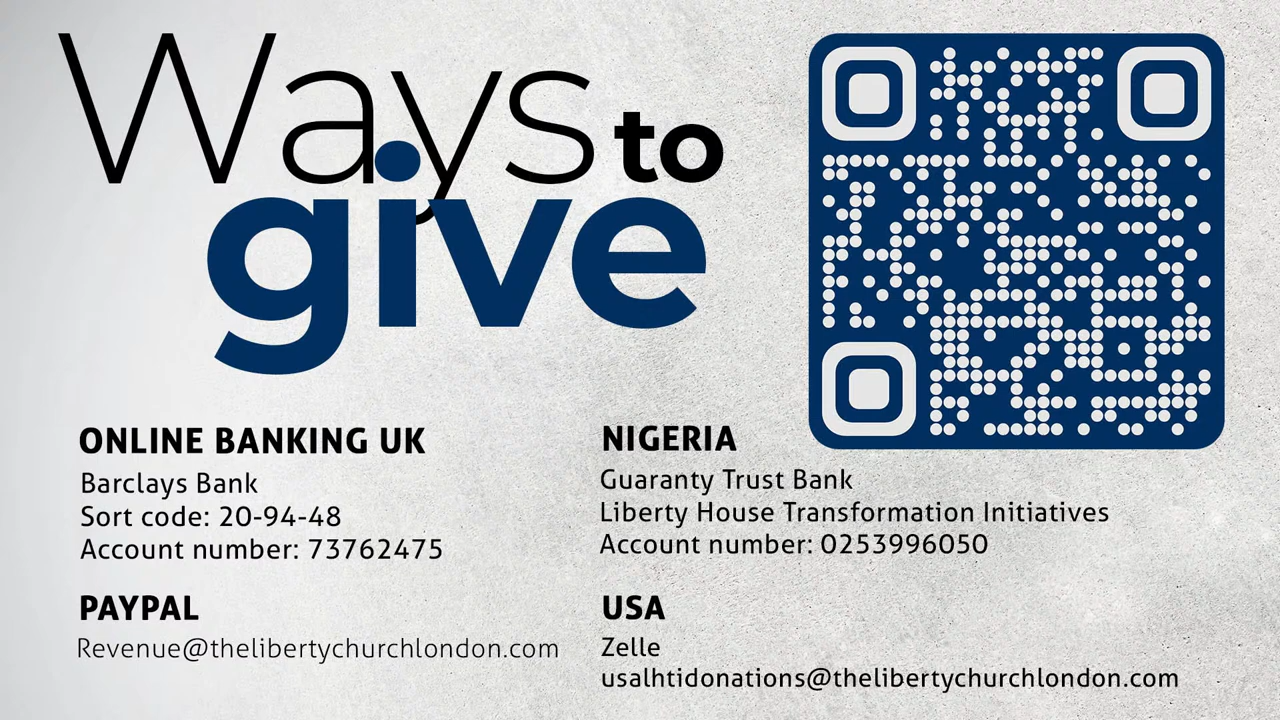 Ways to
give
ONLINE BANKING UK
Barclays Bank
Sort code: 20-94-48
Account number: 73762475
PAYPAL
Revenue@thelibertychurchlondon.com
NIGERIA
Guaranty Trust Bank
Liberty House Transformation Initiatives
Account number: 0253996050
USA
Zelle
usalhtidonations@thelibertychurchlondon.com